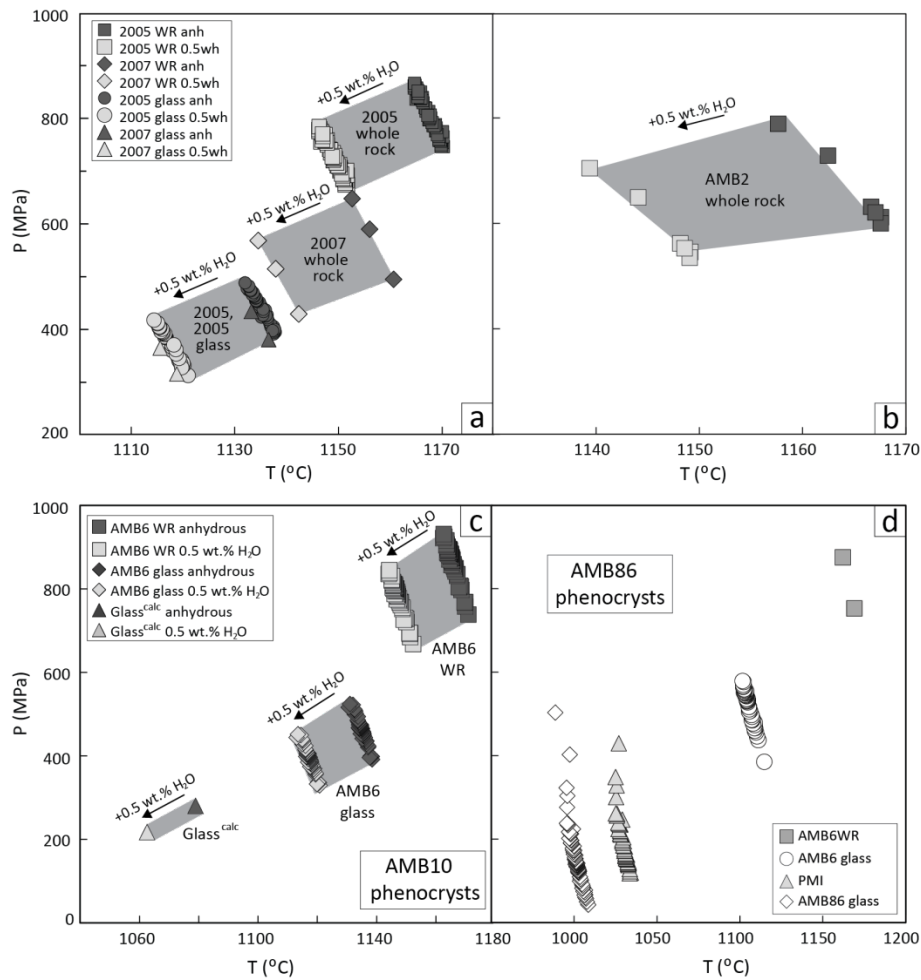 1000
800
600
400
200
P (MPa)
2005 WR anh
2005 WR 0.5wh
2007 WR anh
2007 WR 0.5wh
2005 glass anh
2005 glass 0.5wh
2007 glass anh
2007 glass 0.5wh
+0.5 wt.% H₂O
2005
whole
rock
+0.5 wt.% H₂O
2007
whole
rock
+0.5 wt.% H₂O
2005,
2005
glass
a
1110
1130
1150
1170
T (°C)
+0.5 wt.% H₂O
AMB2
whole rock
b
1140
1150
1160
1170
T (°C)
1000
800
600
400
200
0
P (MPa)
AMB6 WR anhydrous
AMB6 WR 0.5 wt.% H₂O
AMB6 glass anhydrous
AMB6 glass 0.5 wt.% H₂O
Glassᶜᵃˡᶜ anhydrous
Glassᶜᵃˡᶜ 0.5 wt.% H₂O
+0.5 wt.% H₂O
c
AMB6
WR
+0.5 wt.% H₂O
AMB6
glass
+0.5 wt.% H₂O
Glassᶜᵃˡᶜ
AMB10
phenocrysts
1060
1100
1140
1180
T (°C)
d
AMB86
phenocrysts
AMB6WR
AMB6 glass
PMI
AMB86 glass
1000
1050
1100
1150
1200
T (°C)